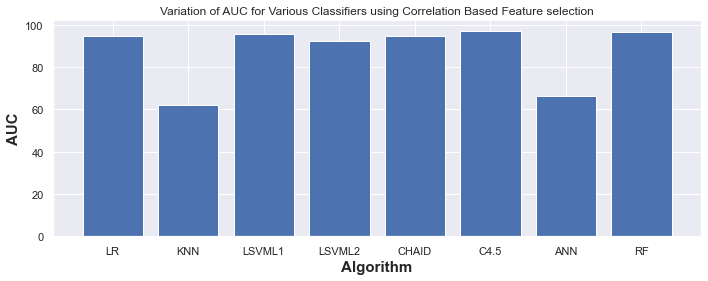 Variation of AUC for Various Classifiers using Correlation Based Feature selection
100
80
60
40
20
0
AUC
LR KNN LSVML1 LSVML2 CHAID C4.5 ANN RF
Algorithm